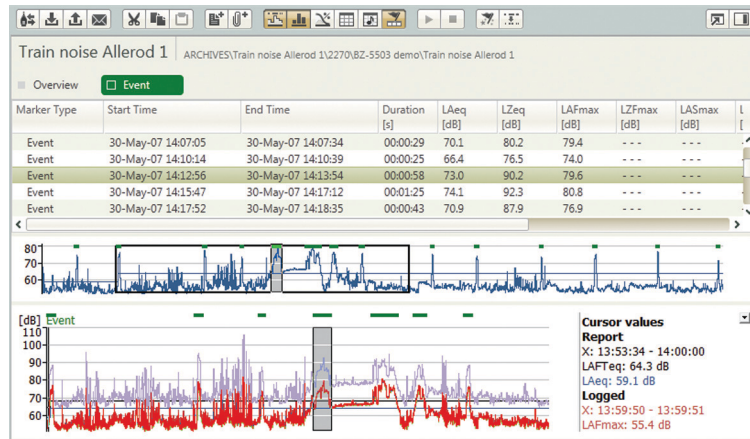 Train noise Allerod 1 ARCHIVES\Train noise Allerod 1\2270\BZ-5503 demo\Train noise Allerod 1
Overview Event
Marker Type Start Time End Time Duration [s] LAeq [dB] LZeq [dB] LAFmax [dB] LZFmax [dB] LASmax [dB] L [
Event 30-May-07 14:07:05 30-May-07 14:07:34 00:00:29 70.1 80.2 79.4 - - - - - -
Event 30-May-07 14:10:14 30-May-07 14:10:39 00:00:25 66.4 76.5 74.0 - - - - - -
Event 30-May-07 14:12:56 30-May-07 14:13:54 00:00:58 73.0 90.2 79.6 - - - - - -
Event 30-May-07 14:15:47 30-May-07 14:17:12 00:01:25 74.1 92.3 80.8 - - - - - -
Event 30-May-07 14:17:52 30-May-07 14:18:35 00:00:43 70.9 87.9 76.9 - - - - - -
80
70
60
[dB] Event
110
100
90
80
70
60
Cursor values
Report
X: 13:53:34 - 14:00:00
LAFTeq: 64.3 dB
LAeq: 59.1 dB
Logged
X: 13:59:50 - 13:59:51
LAFmax: 55.4 dB